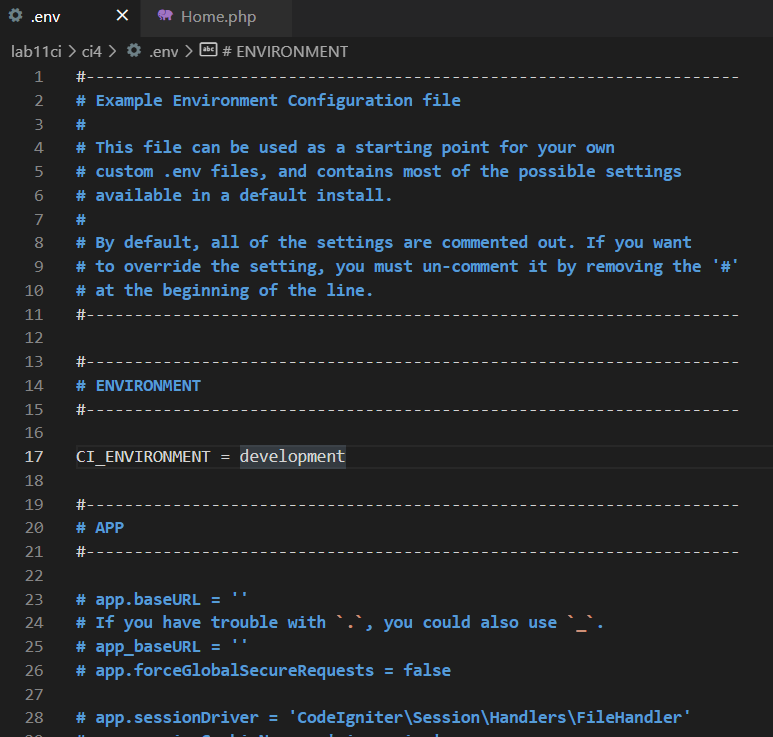 .env × Home.php
lab11ci > ci4 > .env > abc # ENVIRONMENT
1 #--------------------------------------------------------------------
2 # Example Environment Configuration file
3 #
4 # This file can be used as a starting point for your own
5 # custom .env files, and contains most of the possible settings
6 # available in a default install.
7 #
8 # By default, all of the settings are commented out. If you want
9 # to override the setting, you must un-comment it by removing the '#'
10 # at the beginning of the line.
11 #--------------------------------------------------------------------
12
13 #--------------------------------------------------------------------
14 # ENVIRONMENT
15 #--------------------------------------------------------------------
16
17 CI_ENVIRONMENT = development
18
19 #--------------------------------------------------------------------
20 # APP
21 #--------------------------------------------------------------------
22
23 # app.baseURL = ''
24 # If you have trouble with `.`, you could also use `_`.
25 # app_baseURL = ''
26 # app.forceGlobalSecureRequests = false
27
28 # app.sessionDriver = 'CodeIgniter\Session\Handlers\FileHandler'